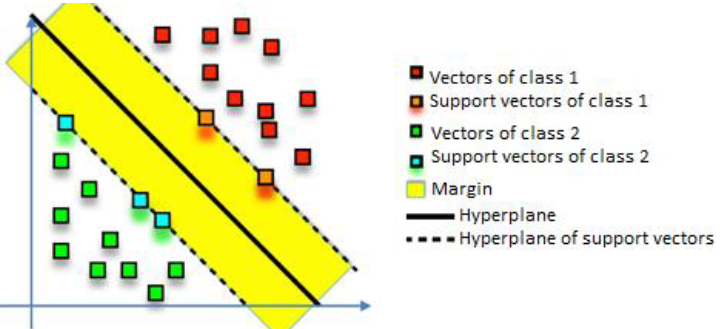 Vectors of class 1
Support vectors of class 1
Vectors of class 2
Support vectors of class 2
Margin
Hyperplane
Hyperplane of support vectors